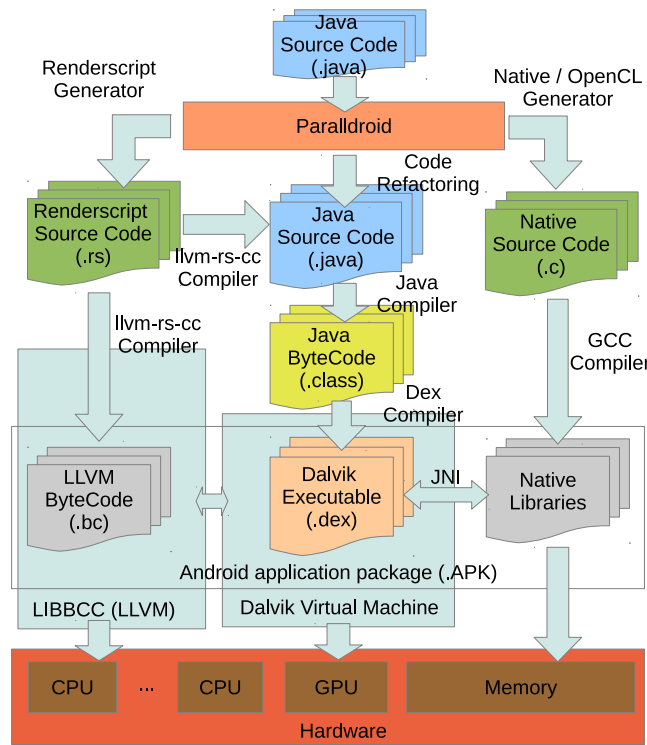 Java
Source Code
(.java)
Renderscript
Generator
Native / OpenCL
Generator
Paralldroid
Code
Refactoring
Renderscript
Source Code
(.rs)
llvm-rs-cc
Compiler
Java
Source Code
(.java)
Native
Source Code
(.c)
Java
Compiler
llvm-rs-cc
Compiler
Java
ByteCode
(.class)
GCC
Compiler
Dex
Compiler
LLVM
ByteCode
(.bc)
Dalvik
Executable
(.dex)
JNI
Native
Libraries
Android application package (.APK)
LIBBCC (LLVM)
Dalvik Virtual Machine
CPU
...
CPU
GPU
Memory
Hardware